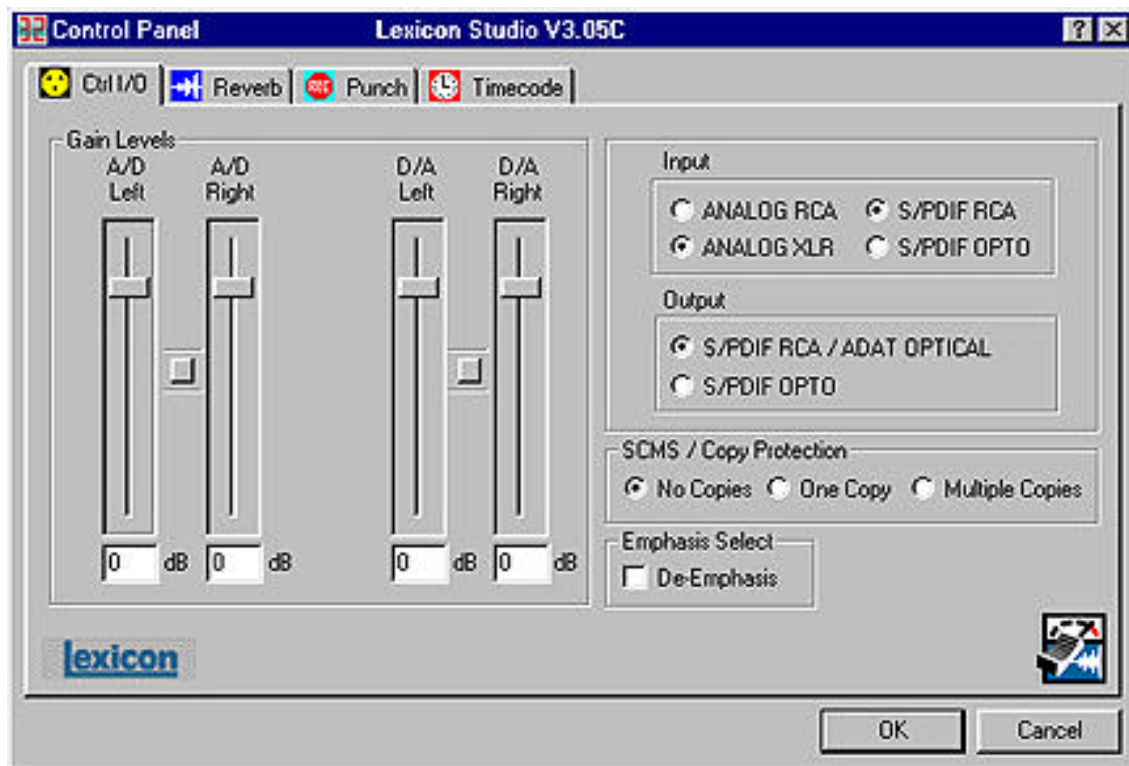 Control Panel Lexicon Studio V3.05C
Ctrl I/O Reverb Punch Timecode
Gain Levels
A/D Left
A/D Right
D/A Left
D/A Right
0 dB 0 dB 0 dB 0 dB
Input
ANALOG RCA S/PDIF RCA
ANALOG XLR S/PDIF OPTO
Output
S/PDIF RCA / ADAT OPTICAL
S/PDIF OPTO
SCMS / Copy Protection
No Copies One Copy Multiple Copies
Emphasis Select
De-Emphasis
lexicon
OK Cancel